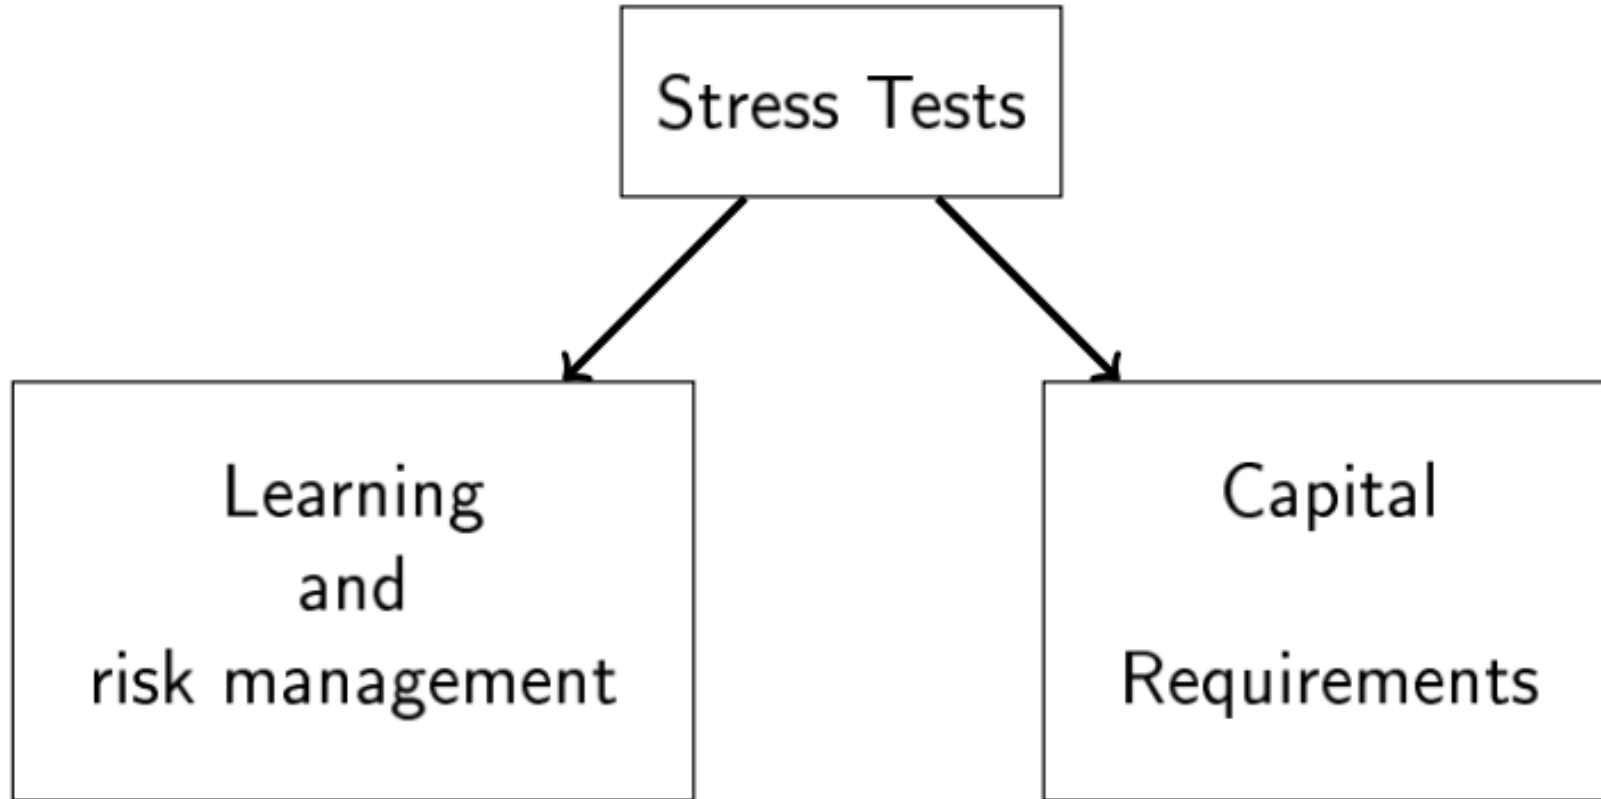 Stress Tests
Learning
and
risk management
Capital
Requirements